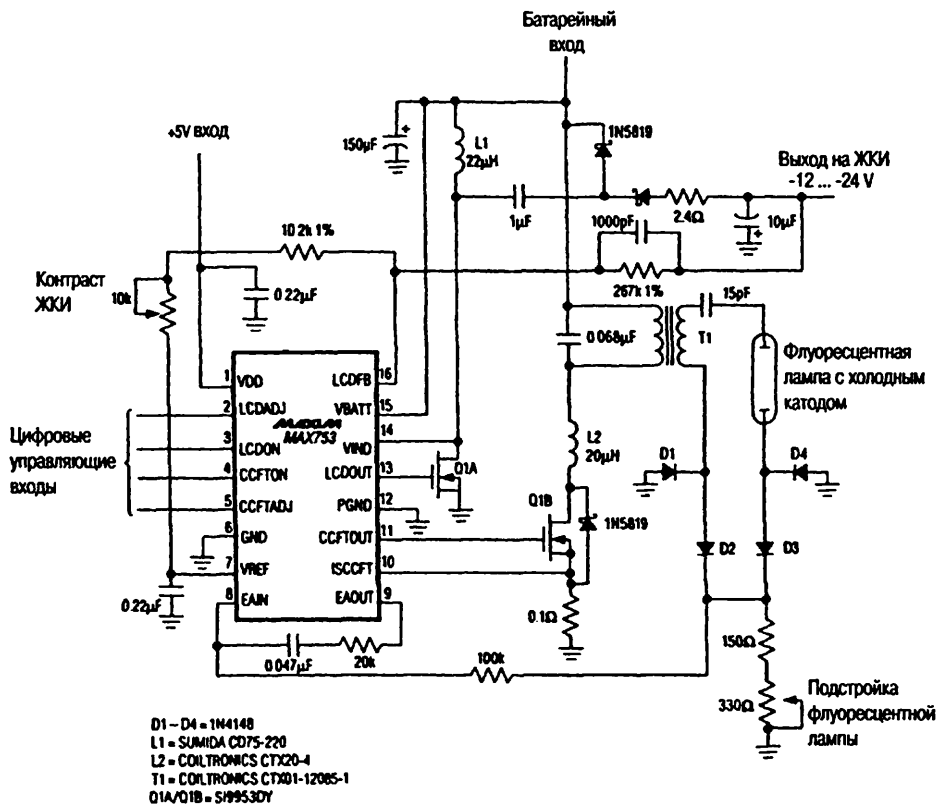 Батарейный
вход
+5V ВХОД
150µF
+
L1
22µH
1N5819
Выход на ЖКИ
-12 ... -24 V
1µF
2.4Ω
10µF
+
1000pF
10 2k 1%
267k 1%
Контраст
ЖКИ
10k
0 22µF
15pF
0 068µF
T1
Флуоресцентная
лампа с холодным
катодом
1 VDD LCDFB 16
2 LCDADJ VBATT 15
MAXIM
MAX753
3 LCDON VIND 14
4 CCFTON LCDOUT 13
5 CCFTADJ PGND 12
6 GND CCFTOUT 11
7 VREF ISCCFT 10
8 EAIN EAOUT 9
Цифровые
управляющие
входы
Q1A
L2
20µH
D1
D4
Q1B
1N5819
D2
D3
0.22µF
0.1Ω
0 047µF
20k
100k
150Ω
330Ω
Подстройка
флуоресцентной
лампы
D1 – D4 = 1N4148
L1 = SUMIDA CD75-220
L2 = COILTRONICS CTX20-4
T1 = COILTRONICS CTX01-12085-1
Q1A/Q1B = SI9953DY